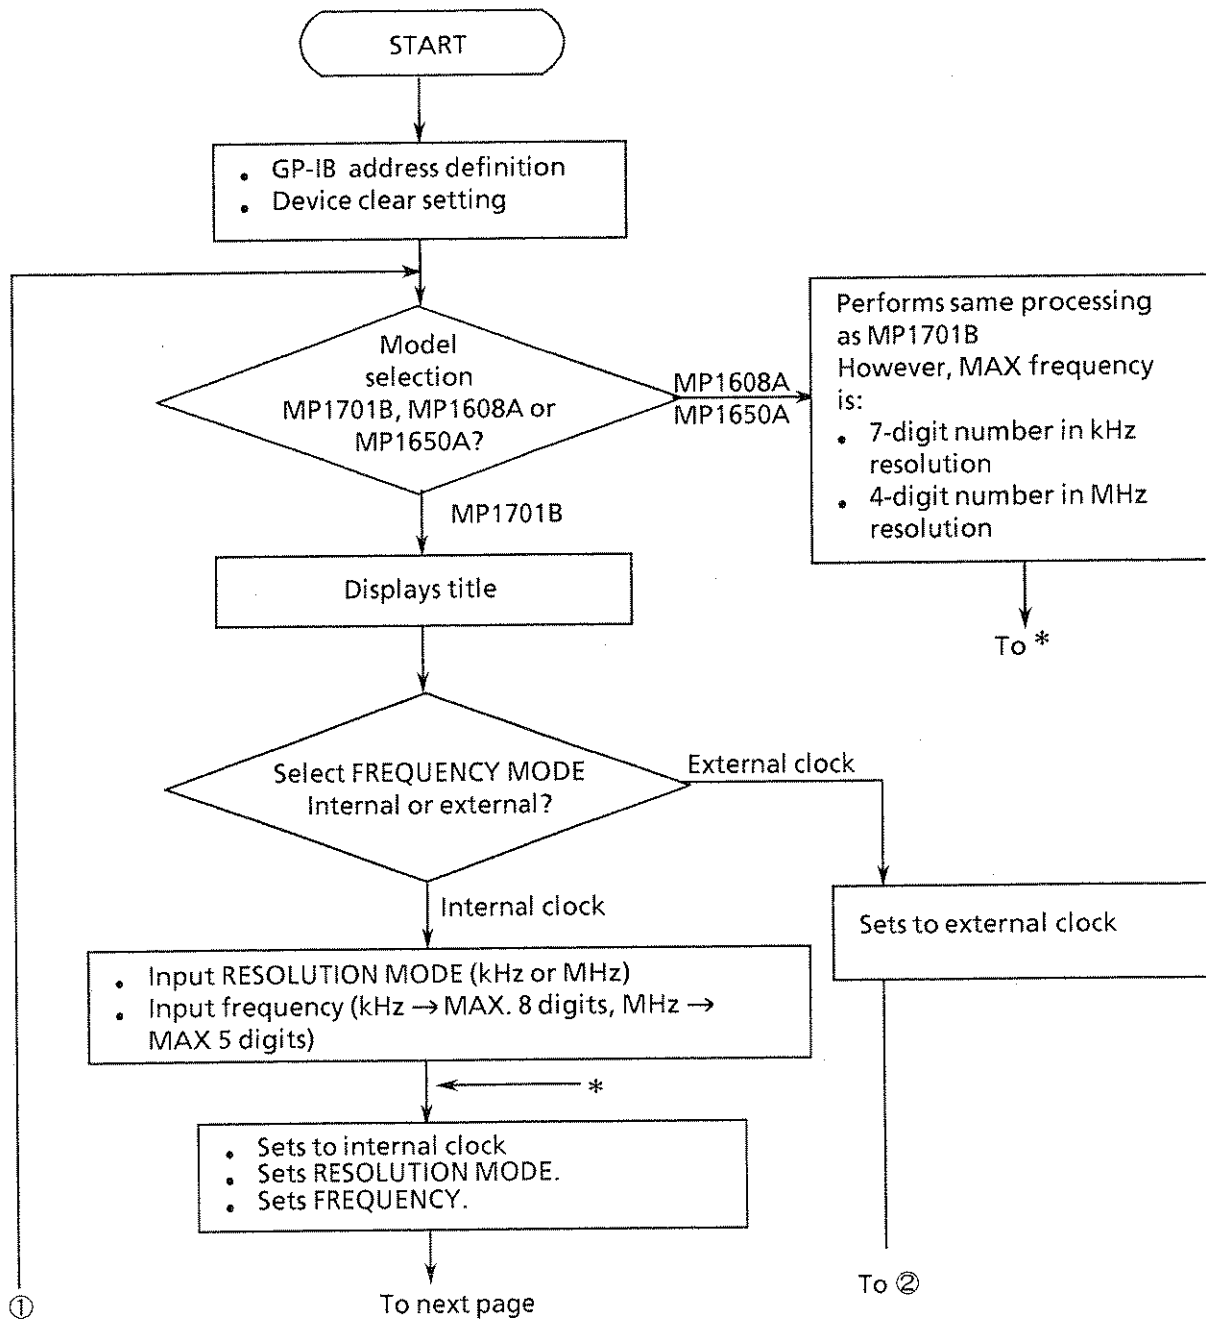 START
• GP-IB address definition
• Device clear setting
Model
selection
MP1701B, MP1608A or
MP1650A?
MP1608A
MP1650A
Performs same processing
as MP1701B
However, MAX frequency
is:
• 7-digit number in kHz
resolution
• 4-digit number in MHz
resolution
To *
MP1701B
Displays title
Select FREQUENCY MODE
Internal or external?
External clock
Sets to external clock
To ②
Internal clock
• Input RESOLUTION MODE (kHz or MHz)
• Input frequency (kHz → MAX. 8 digits, MHz →
MAX 5 digits)
*
• Sets to internal clock
• Sets RESOLUTION MODE.
• Sets FREQUENCY.
To next page
①